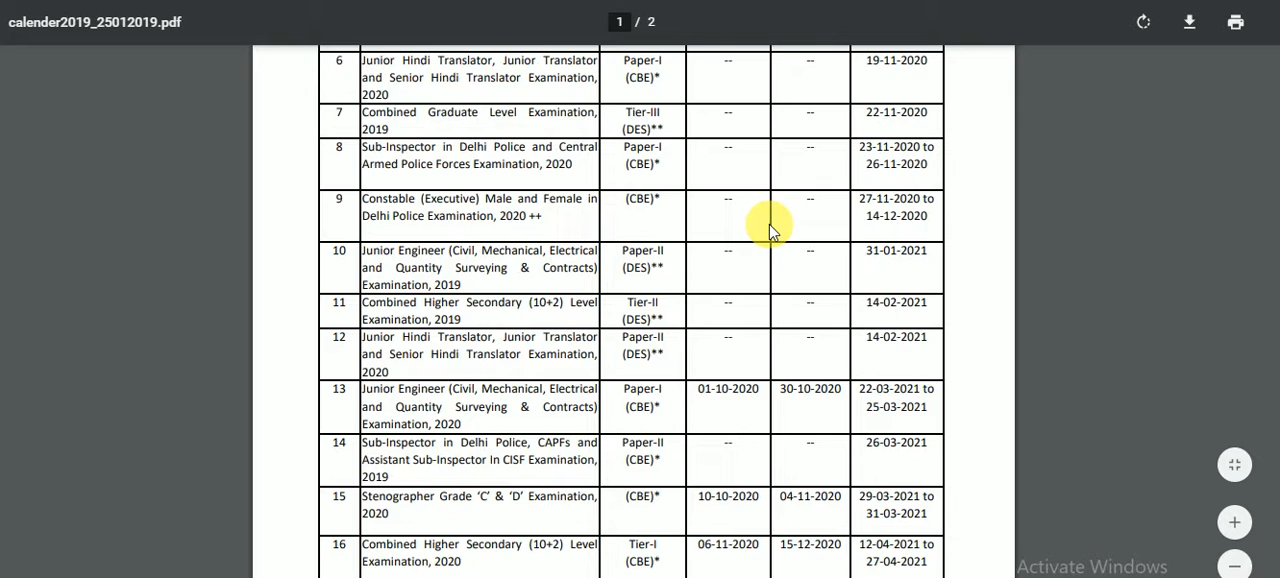 calender2019_25012019.pdf
1 / 2
6 Junior Hindi Translator, Junior Translator Paper-I -- -- 19-11-2020
and Senior Hindi Translator Examination, (CBE)*
2020
7 Combined Graduate Level Examination, Tier-III -- -- 22-11-2020
2019 (DES)**
8 Sub-Inspector in Delhi Police and Central Paper-I -- -- 23-11-2020 to
Armed Police Forces Examination, 2020 (CBE)* 26-11-2020
9 Constable (Executive) Male and Female in (CBE)* -- -- 27-11-2020 to
Delhi Police Examination, 2020 ++ 14-12-2020
10 Junior Engineer (Civil, Mechanical, Electrical Paper-II -- -- 31-01-2021
and Quantity Surveying & Contracts) (DES)**
Examination, 2019
11 Combined Higher Secondary (10+2) Level Tier-II -- -- 14-02-2021
Examination, 2019 (DES)**
12 Junior Hindi Translator, Junior Translator Paper-II -- -- 14-02-2021
and Senior Hindi Translator Examination, (DES)**
2020
13 Junior Engineer (Civil, Mechanical, Electrical Paper-I 01-10-2020 30-10-2020 22-03-2021 to
and Quantity Surveying & Contracts) (CBE)* 25-03-2021
Examination, 2020
14 Sub-Inspector in Delhi Police, CAPFs and Paper-II -- -- 26-03-2021
Assistant Sub-Inspector In CISF Examination, (CBE)*
2019
15 Stenographer Grade ‘C’ & ‘D’ Examination, (CBE)* 10-10-2020 04-11-2020 29-03-2021 to
2020 31-03-2021
16 Combined Higher Secondary (10+2) Level Tier-I 06-11-2020 15-12-2020 12-04-2021 to
Examination, 2020 (CBE)* 27-04-2021
Activate Windows